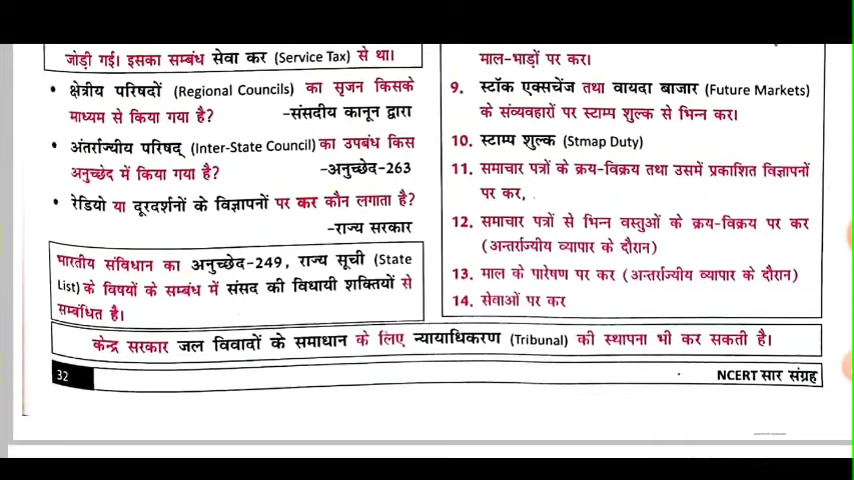 जोड़ी गई। इसका सम्बंध सेवा कर (Service Tax) से था।
• क्षेत्रीय परिषदों (Regional Councils) का सृजन किसके
माध्यम से किया गया है? -संसदीय कानून द्वारा
• अंतर्राज्यीय परिषद् (Inter-State Council) का उपबंध किस
अनुच्छेद में किया गया है? -अनुच्छेद-263
• रेडियो या दूरदर्शनों के विज्ञापनों पर कर कौन लगाता है?
-राज्य सरकार
भारतीय संविधान का अनुच्छेद-249, राज्य सूची (State
List) के विषयों के सम्बंध में संसद की विधायी शक्तियों से
सम्बंधित है।
माल-भाड़ों पर कर।
9. स्टॉक एक्सचेंज तथा वायदा बाजार (Future Markets)
के संव्यवहारों पर स्टाम्प शुल्क से भिन्न कर।
10. स्टाम्प शुल्क (Stmap Duty)
11. समाचार पत्रों के क्रय-विक्रय तथा उसमें प्रकाशित विज्ञापनों
पर कर,
12. समाचार पत्रों से भिन्न वस्तुओं के क्रय-विक्रय पर कर
(अन्तर्राज्यीय व्यापार के दौरान)
13. माल के पारेषण पर कर (अन्तर्राज्यीय व्यापार के दौरान)
14. सेवाओं पर कर
केन्द्र सरकार जल विवादों के समाधान के लिए न्यायाधिकरण (Tribunal) की स्थापना भी कर सकती है।
32
NCERT सार संग्रह